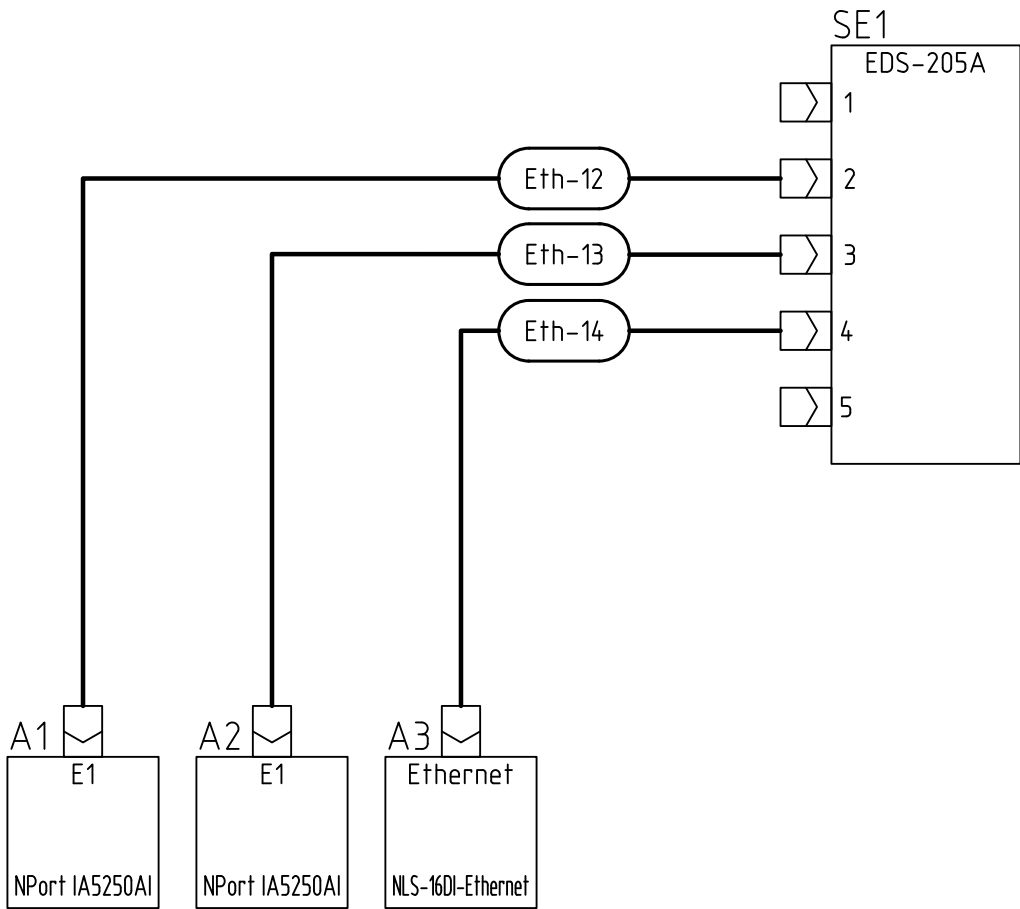 SE1
EDS-205A
1
Eth-12
2
Eth-13
3
Eth-14
4
5
A1
A2
A3
E1
E1
Ethernet
NPort IA5250AI
NPort IA5250AI
NLS-16DI-Ethernet